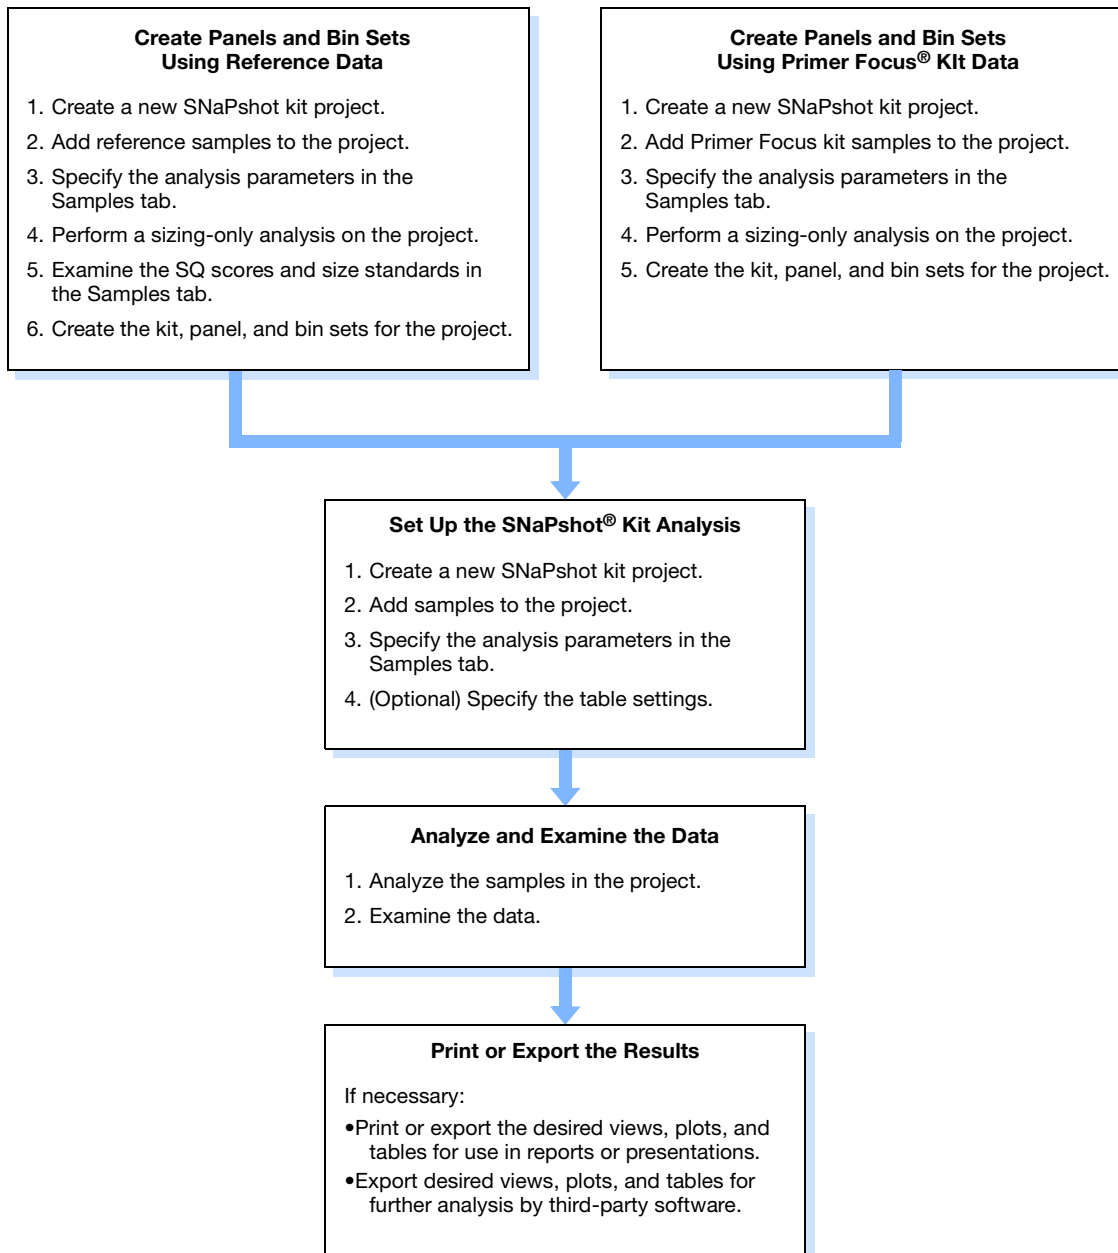 Create Panels and Bin Sets
Using Reference Data
1. Create a new SNaPshot kit project.
2. Add reference samples to the project.
3. Specify the analysis parameters in the
Samples tab.
4. Perform a sizing-only analysis on the project.
5. Examine the SQ scores and size standards in
the Samples tab.
6. Create the kit, panel, and bin sets for the project.
Create Panels and Bin Sets
Using Primer Focus® KIt Data
1. Create a new SNaPshot kit project.
2. Add Primer Focus kit samples to the project.
3. Specify the analysis parameters in the
Samples tab.
4. Perform a sizing-only analysis on the project.
5. Create the kit, panel, and bin sets for the project.
Set Up the SNaPshot® Kit Analysis
1. Create a new SNaPshot kit project.
2. Add samples to the project.
3. Specify the analysis parameters in the
Samples tab.
4. (Optional) Specify the table settings.
Analyze and Examine the Data
1. Analyze the samples in the project.
2. Examine the data.
Print or Export the Results
If necessary:
•Print or export the desired views, plots, and
tables for use in reports or presentations.
•Export desired views, plots, and tables for
further analysis by third-party software.